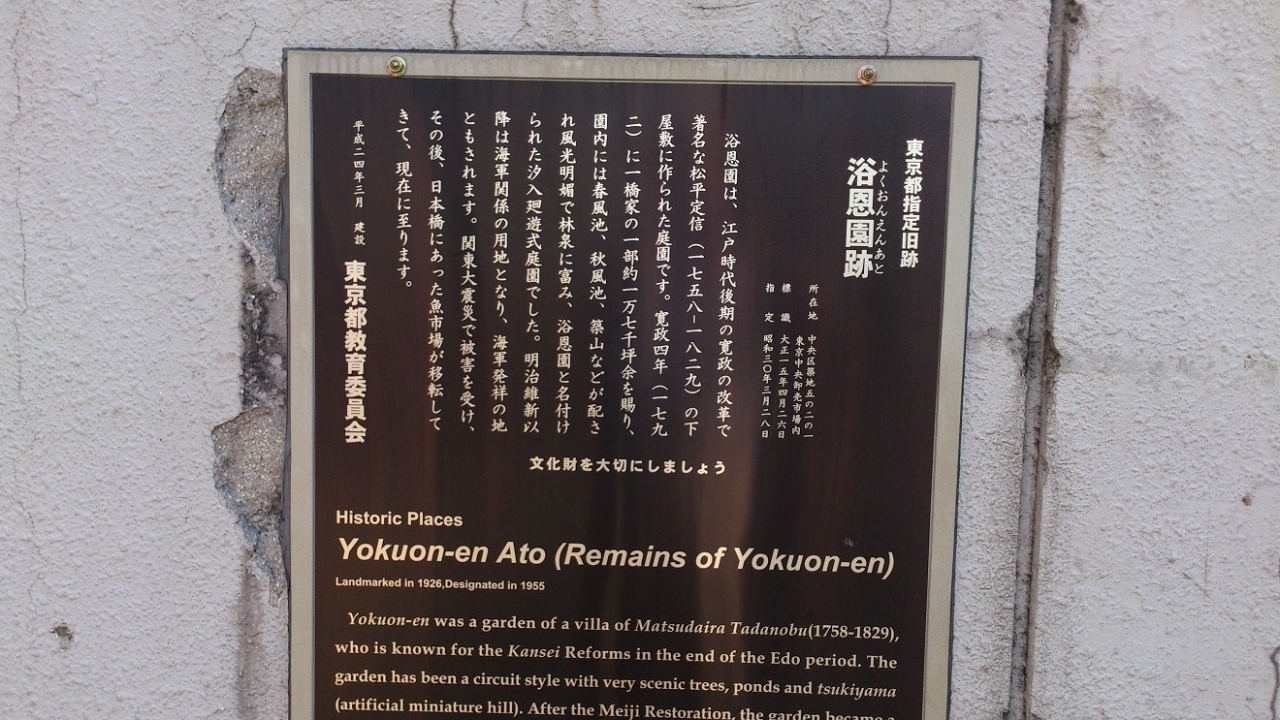 東京都指定旧跡
よくおんえんあと
浴恩園跡
所在地 中央区築地五の二の一
東京中央卸売市場内
標識 大正一五年四月二六日
指定 昭和三〇年三月二八日
浴恩園は、江戸時代後期の寛政の改革で
著名な松平定信（一七五八－一八二九）の下
屋敷に作られた庭園です。寛政四年（一七九
二）に一橋家の一部約一万七千坪余を賜り、
園内には春風池、秋風池、築山などが配さ
れ風光明媚で林泉に富み、浴恩園と名付け
られた汐入廻遊式庭園でした。明治維新以
降は海軍関係の用地となり、海軍発祥の地
ともされます。関東大震災で被害を受け、
その後、日本橋にあった魚市場が移転して
きて、現在に至ります。
平成二四年三月 建設
東京都教育委員会
文化財を大切にしましょう
Historic Places
Yokuon-en Ato (Remains of Yokuon-en)
Landmarked in 1926,Designated in 1955
Yokuon-en was a garden of a villa of Matsudaira Tadanobu(1758-1829),
who is known for the Kansei Reforms in the end of the Edo period. The
garden has been a circuit style with very scenic trees, ponds and tsukiyama
(artificial miniature hill). After the Meiji Restoration, the garden became a